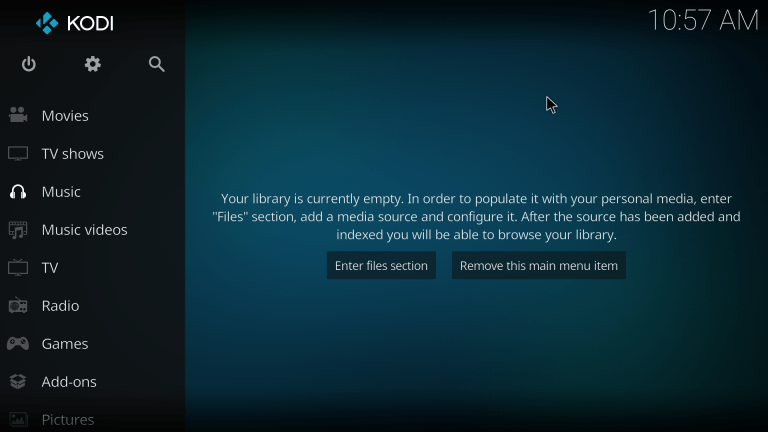 KODI
10:57 AM
Movies
TV shows
Music
Music videos
TV
Radio
Games
Add-ons
Pictures
Your library is currently empty. In order to populate it with your personal media, enter
"Files" section, add a media source and configure it. After the source has been added and
indexed you will be able to browse your library.
Enter files section
Remove this main menu item